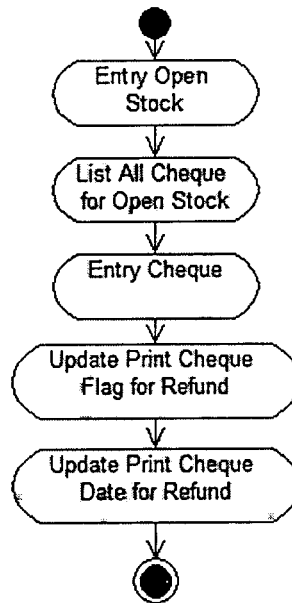 Entry Open
Stock
List All Cheque
for Open Stock
Entry Cheque
Update Print Cheque
Flag for Refund
Update Print Cheque
Date for Refund